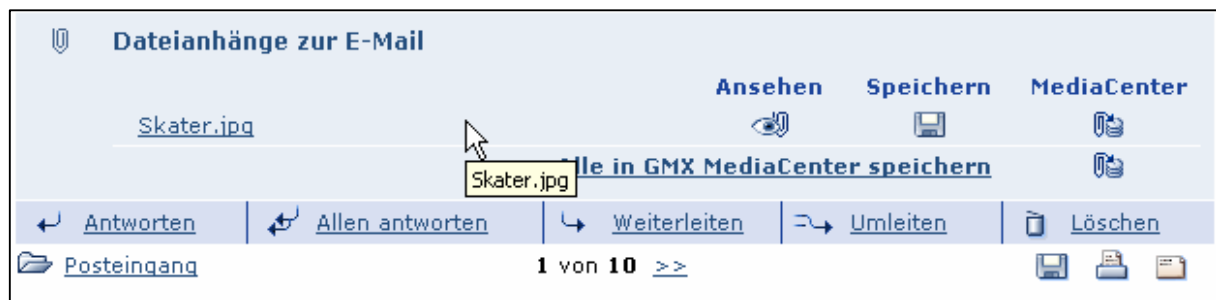 Dateianhänge zur E-Mail
Ansehen Speichern MediaCenter
Skater.jpg
Alle in GMX MediaCenter speichern
Skater.jpg
Antworten Allen antworten Weiterleiten Umleiten Löschen
Posteingang 1 von 10 >>